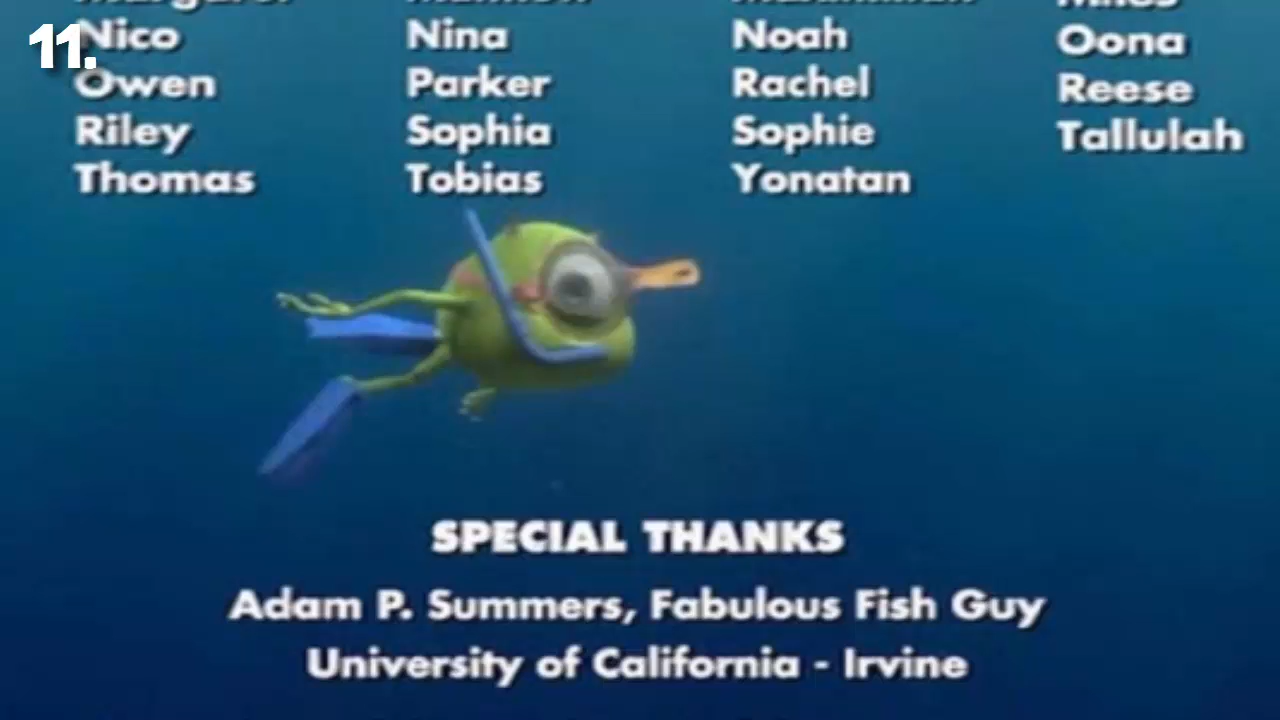 11.
Nico Nina Noah Oona
Owen Parker Rachel Reese
Riley Sophia Sophie Tallulah
Thomas Tobias Yonatan
SPECIAL THANKS
Adam P. Summers, Fabulous Fish Guy
University of California - Irvine